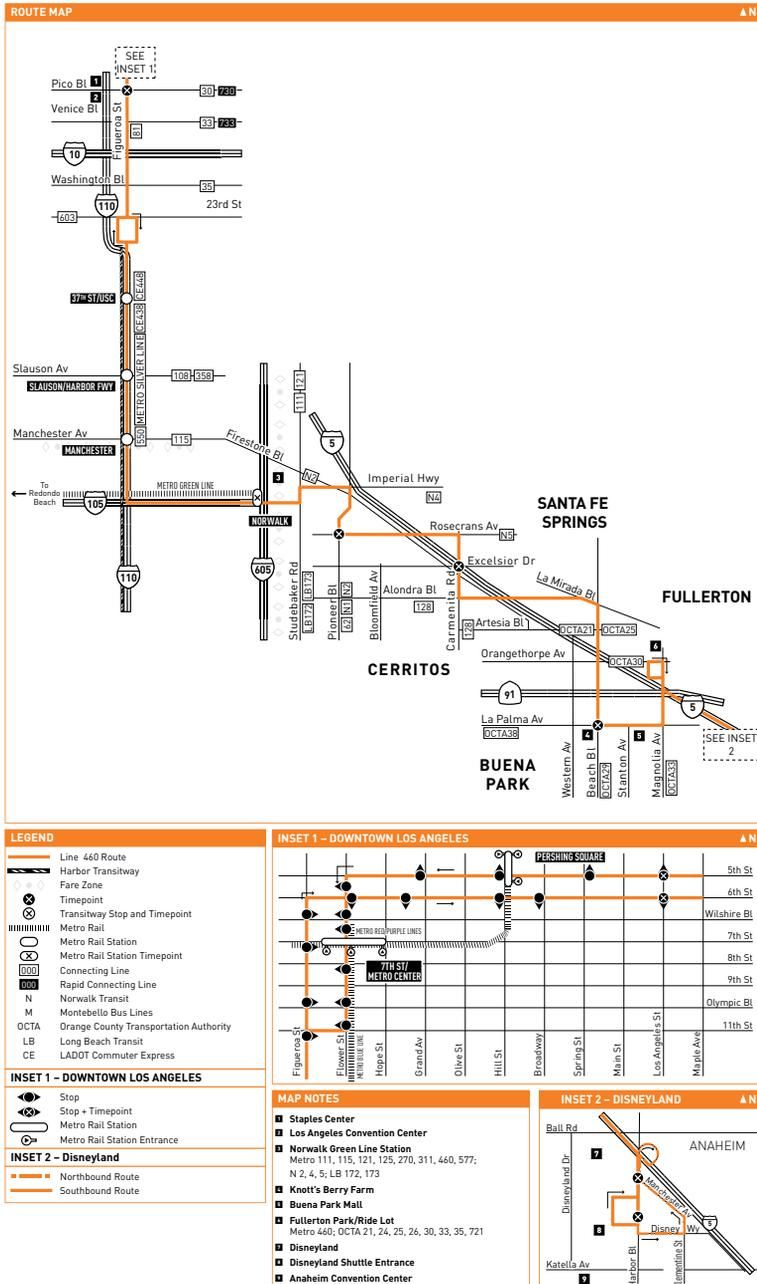 ROUTE MAP
N
SEE
INSET 1
Pico Bl
1
2
30 730
Venice Bl
Figueroa St
81
33 733
10
Washington Bl
35
110
23rd St
603
37TH ST/USC
550 METRO SILVER LINE CE438 CE448
Slauson Av
108 358
SLAUSON/HARBOR FWY
Manchester Av
115
MANCHESTER
Firestone Bl
111 121
5
To
Redondo
Beach
METRO GREEN LINE
3
N2
Imperial Hwy
N4
105
NORWALK
SANTA FE
SPRINGS
Rosecrans Av
N5
Excelsior Dr
110
605
Studebaker Rd
LB172 LB173
Pioneer Bl
62 N1 N2
Bloomfield Av
Alondra Bl
128
Carmenita Rd
La Mirada Bl
FULLERTON
128
Artesia Bl
OCTA21 OCTA25
CERRITOS
Orangethorpe Av
OCTA30
6
91
5
La Palma Av
OCTA38
4
5
SEE INSET
2
BUENA
PARK
Western Av
Beach Bl
OCTA29
Stanton Av
Magnolia Av
OCTA33
LEGEND
Line 460 Route
Harbor Transitway
Fare Zone
Timepoint
Transitway Stop and Timepoint
Metro Rail
Metro Rail Station
Metro Rail Station Timepoint
000 Connecting Line
000 Rapid Connecting Line
N Norwalk Transit
M Montebello Bus Lines
OCTA Orange County Transportation Authority
LB Long Beach Transit
CE LADOT Commuter Express
INSET 1 – DOWNTOWN LOS ANGELES
Stop
Stop + Timepoint
Metro Rail Station
Metro Rail Station Entrance
INSET 2 – Disneyland
Northbound Route
Southbound Route
INSET 1 – DOWNTOWN LOS ANGELES
N
PERSHING SQUARE
5th St
6th St
Wilshire Bl
METRO RED/PURPLE LINES
7th St
7TH ST/
METRO CENTER
8th St
9th St
Olympic Bl
11th St
Figueroa St
Flower St
METRO BLUE LINE
Hope St
Grand Av
Olive St
Hill St
Broadway
Spring St
Main St
Los Angeles St
Maple Ave
MAP NOTES
1 Staples Center
2 Los Angeles Convention Center
3 Norwalk Green Line Station
Metro 111, 115, 121, 125, 270, 311, 460, 577;
N 2, 4, 5; LB 172, 173
4 Knott's Berry Farm
5 Buena Park Mall
6 Fullerton Park/Ride Lot
Metro 460; OCTA 21, 24, 25, 26, 30, 33, 35, 721
7 Disneyland
8 Disneyland Shuttle Entrance
9 Anaheim Convention Center
INSET 2 – DISNEYLAND
N
Ball Rd
ANAHEIM
7
Disneyland Dr
Manchester Av
8
Disney Wy
5
Katella Av
9
arbor Bl
lementine St